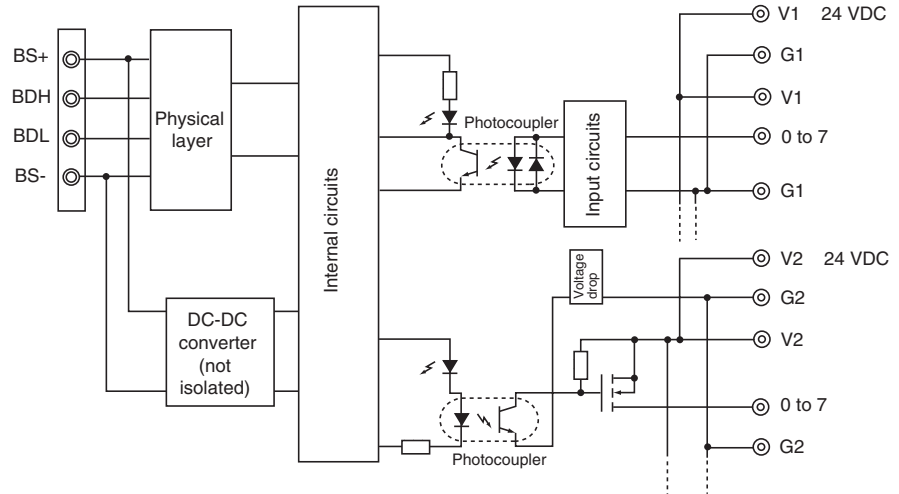 BS+
BDH
BDL
BS-
Physical
layer
DC-DC
converter
(not
isolated)
Internal circuits
Photocoupler
Input circuits
V1 24 VDC
G1
V1
0 to 7
G1
Voltage
drop
V2 24 VDC
G2
V2
0 to 7
G2
Photocoupler